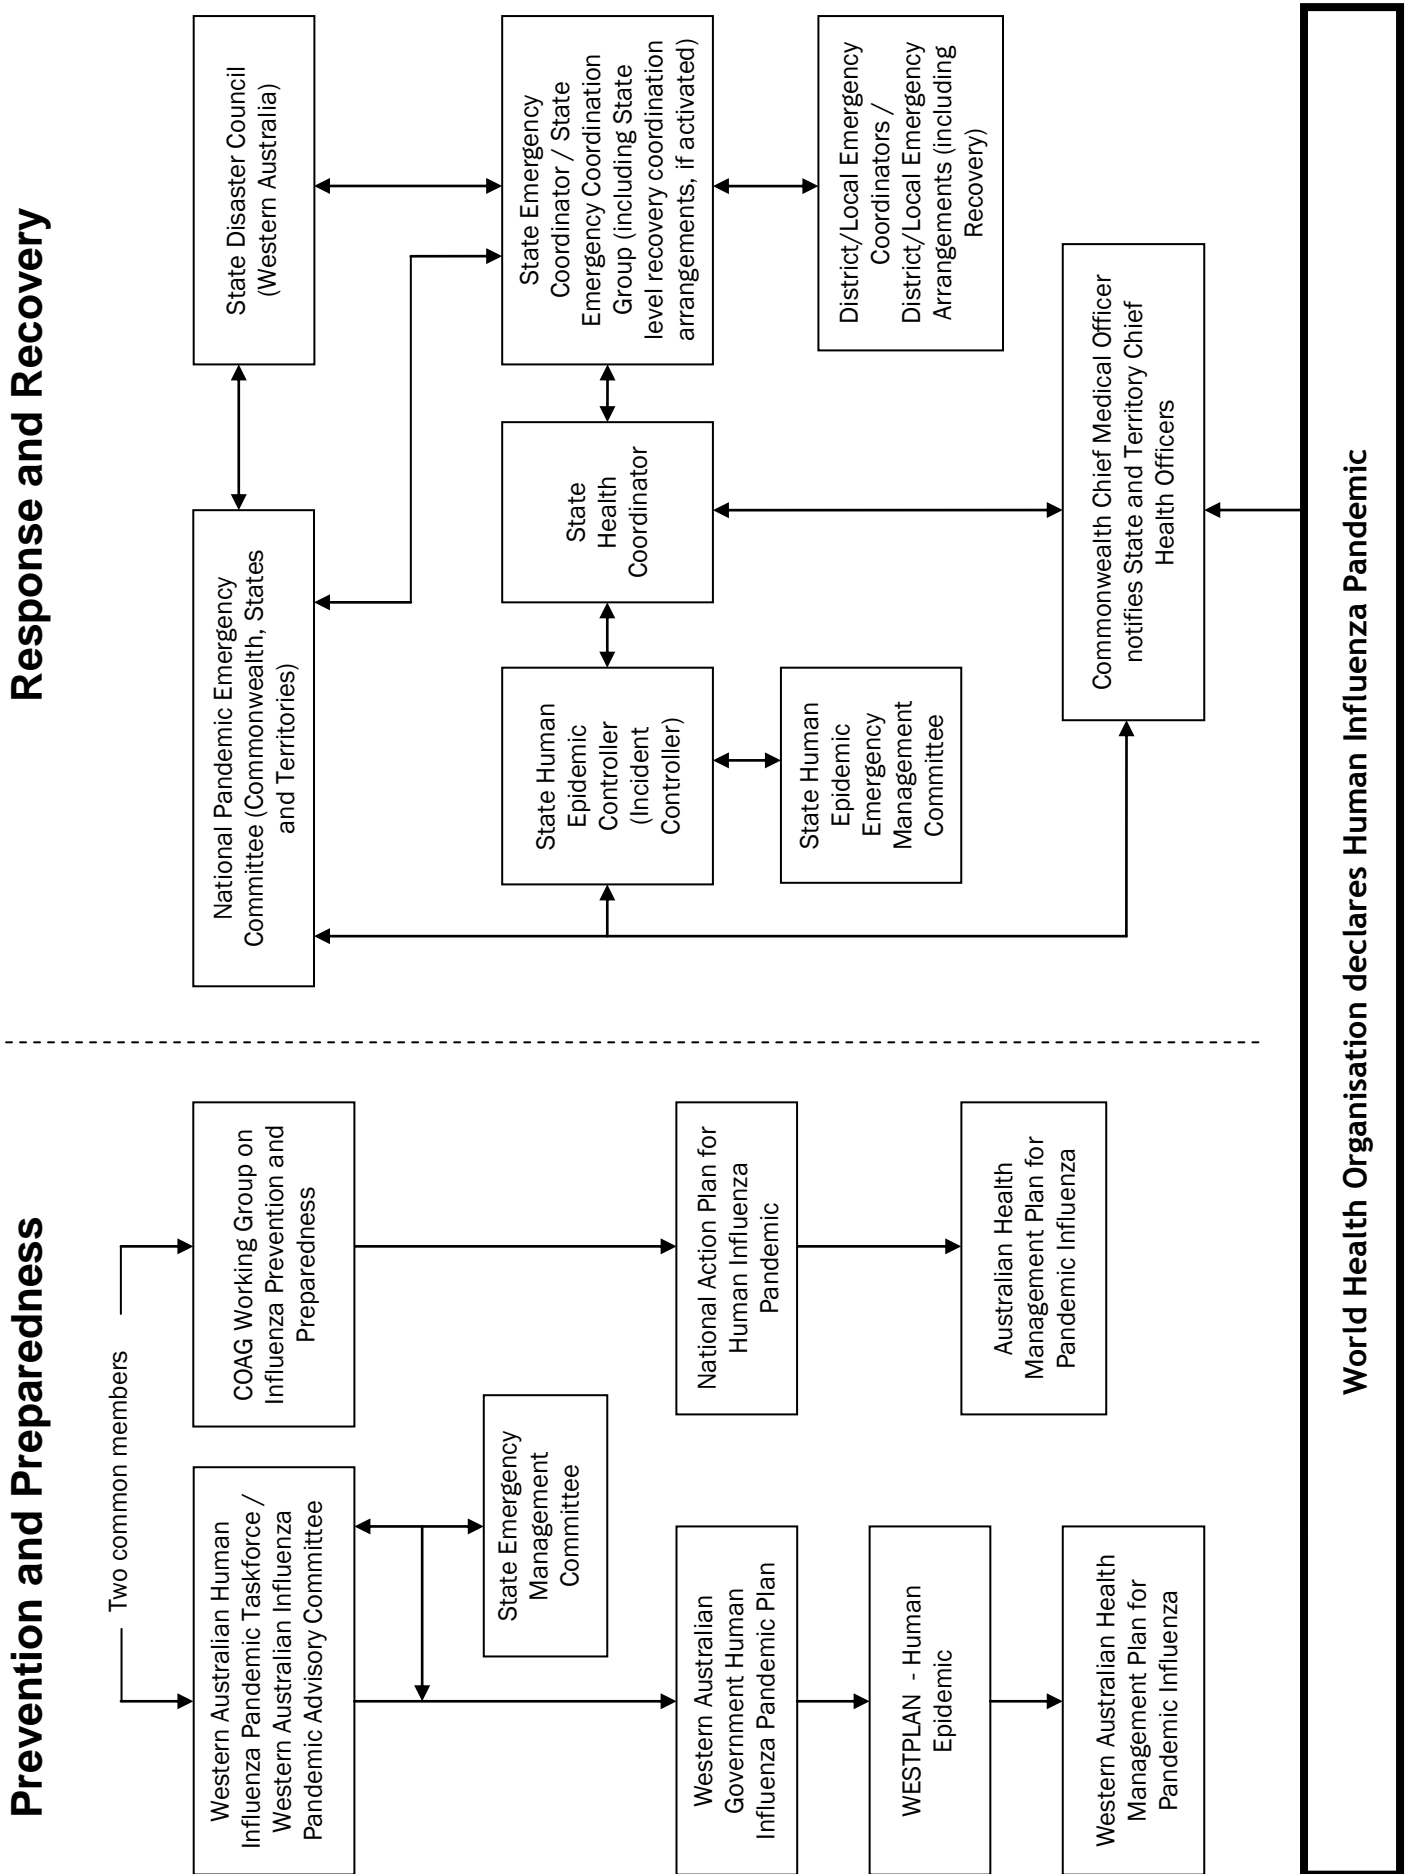 Prevention and Preparedness
Two common members
Western Australian Human
Influenza Pandemic Taskforce /
Western Australian Influenza
Pandemic Advisory Committee
COAG Working Group on
Influenza Prevention and
Preparedness
State Emergency
Management
Committee
Western Australian
Government Human
Influenza Pandemic Plan
National Action Plan for
Human Influenza
Pandemic
WESTPLAN - Human
Epidemic
Australian Health
Management Plan for
Pandemic Influenza
Western Australian Health
Management Plan for
Pandemic Influenza
Response and Recovery
National Pandemic Emergency
Committee (Commonwealth, States
and Territories)
State Disaster Council
(Western Australia)
State Human
Epidemic
Controller
(Incident
Controller)
State
Health
Coordinator
State Emergency
Coordinator / State
Emergency Coordination
Group (including State
level recovery coordination
arrangements, if activated)
State Human
Epidemic
Emergency
Management
Committee
District/Local Emergency
Coordinators /
District/Local Emergency
Arrangements (including
Recovery)
Commonwealth Chief Medical Officer
notifies State and Territory Chief
Health Officers
World Health Organisation declares Human Influenza Pandemic